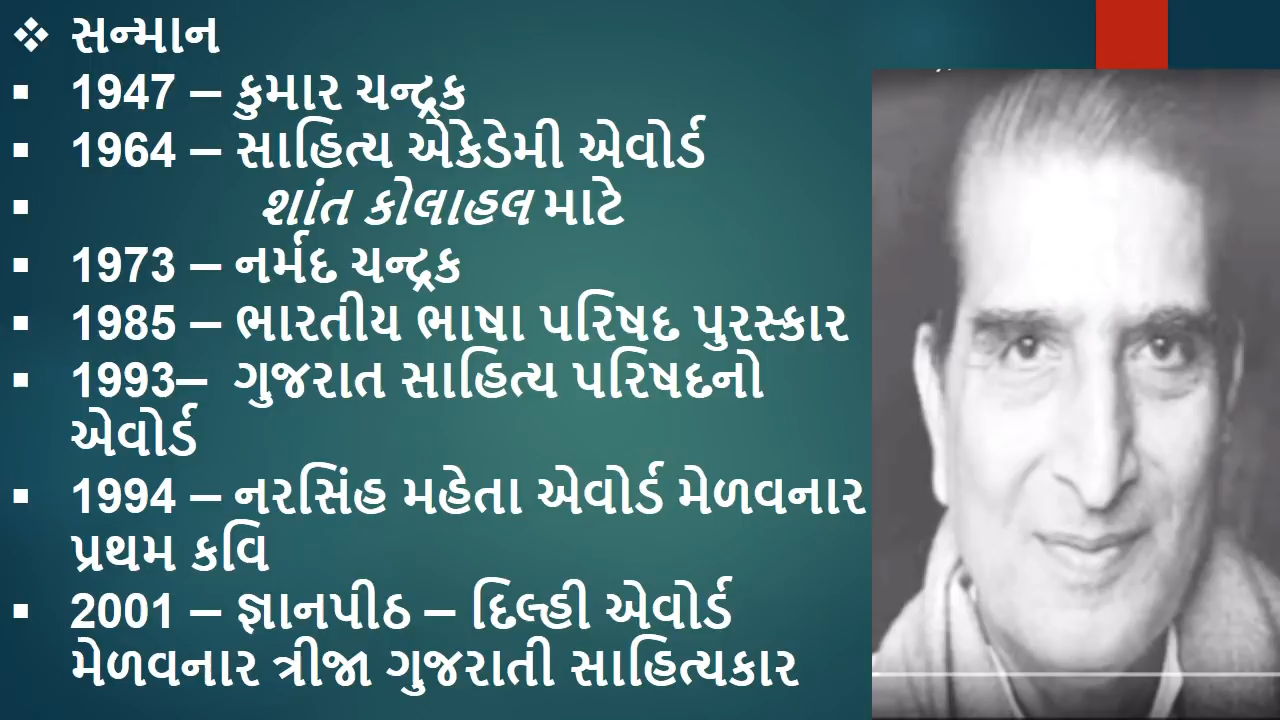 ❖ સન્માન
▪ 1947 – કુમાર ચન્દ્રક
▪ 1964 – સાહિત્ય એકેડેમી એવોર્ડ
▪ શાંત કોલાહલ માટે
▪ 1973 – નર્મદ ચન્દ્રક
▪ 1985 – ભારતીય ભાષા પરિષદ પુરસ્કાર
▪ 1993– ગુજરાત સાહિત્ય પરિષદનો
એવોર્ડ
▪ 1994 – નરસિંહ મહેતા એવોર્ડ મેળવનાર
પ્રથમ કવિ
▪ 2001 – જ્ઞાનપીઠ – દિલ્હી એવોર્ડ
મેળવનાર ત્રીજા ગુજરાતી સાહિત્યકાર